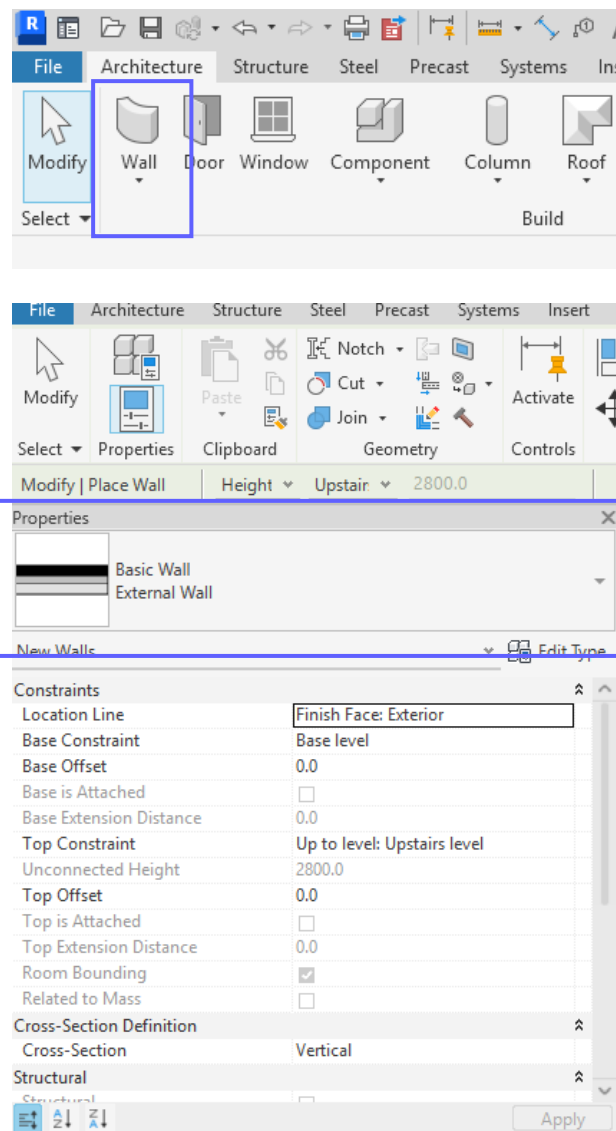 R
File Architecture Structure Steel Precast Systems Ins
Modify Wall Door Window Component Column Roof
Select Build
File Architecture Structure Steel Precast Systems Insert
Modify Paste Notch Cut Join Activate
Select Properties Clipboard Geometry Controls
Modify | Place Wall Height Upstair: 2800.0
Properties
Basic Wall
External Wall
New Walls Edit Type
Constraints
Location Line Finish Face: Exterior
Base Constraint Base level
Base Offset 0.0
Base is Attached
Base Extension Distance 0.0
Top Constraint Up to level: Upstairs level
Unconnected Height 2800.0
Top Offset 0.0
Top is Attached
Top Extension Distance 0.0
Room Bounding
Related to Mass
Cross-Section Definition
Cross-Section Vertical
Structural
Structural
Apply